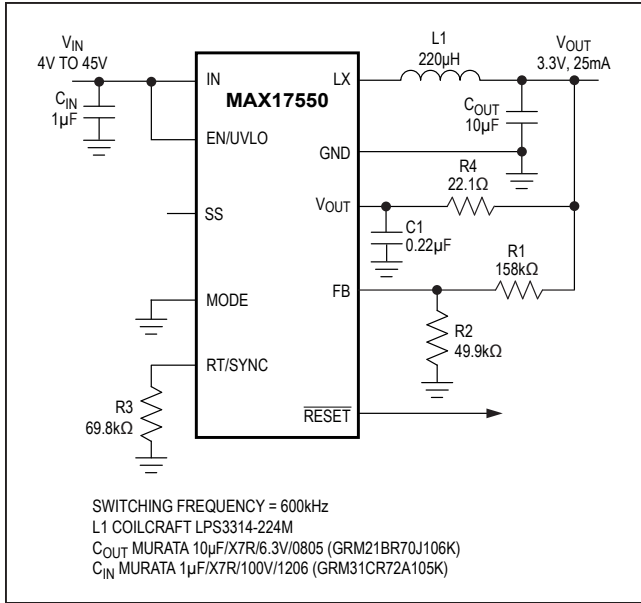 VIN
4V TO 45V
CIN
1µF
IN
EN/UVLO
SS
MODE
RT/SYNC
R3
69.8kΩ
MAX17550
LX
GND
VOUT
FB
RESET
L1
220µH
VOUT
3.3V, 25mA
COUT
10µF
R4
22.1Ω
C1
0.22µF
R1
158kΩ
R2
49.9kΩ
SWITCHING FREQUENCY = 600kHz
L1 COILCRAFT LPS3314-224M
COUT MURATA 10µF/X7R/6.3V/0805 (GRM21BR70J106K)
CIN MURATA 1µF/X7R/100V/1206 (GRM31CR72A105K)